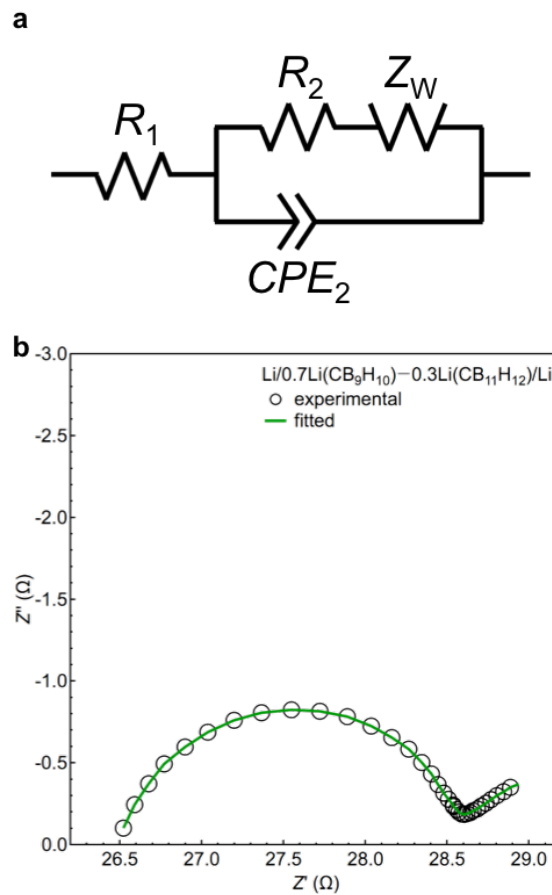 a
R₁
R₂
Z_W
CPE₂
b
Li/0.7Li(CB₉H₁₀)−0.3Li(CB₁₁H₁₂)/Li
experimental
fitted
-3.0
-2.5
-2.0
-1.5
-1.0
-0.5
0.0
Z'' (Ω)
26.5 27.0 27.5 28.0 28.5 29.0
Z' (Ω)